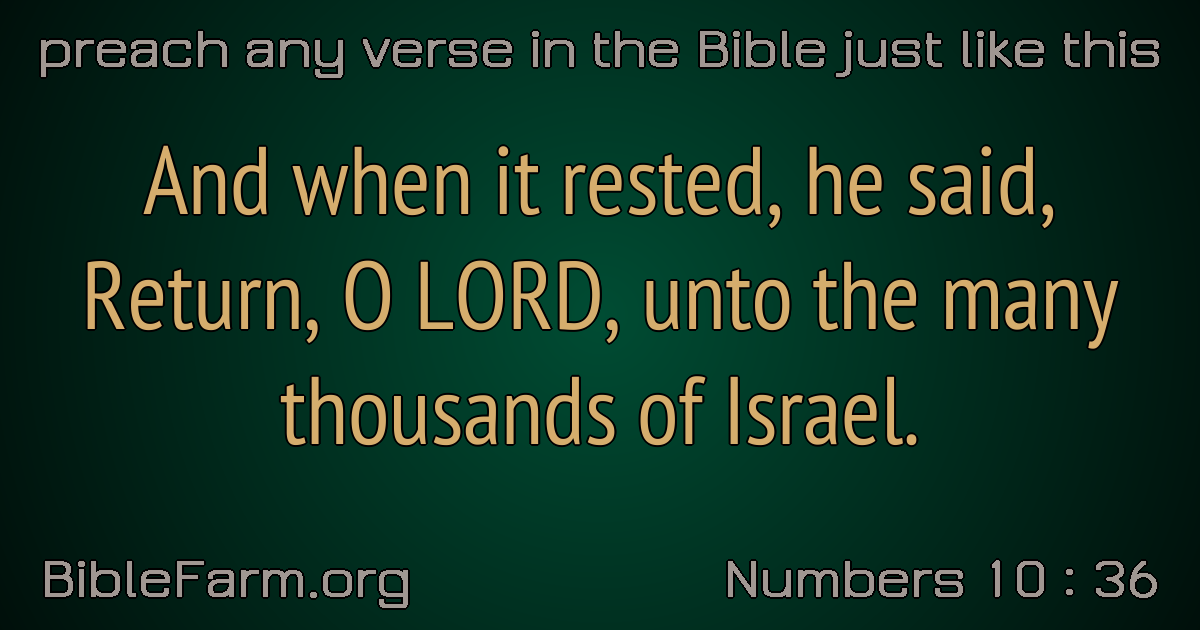 preach any verse in the Bible just like this
And when it rested, he said,
Return, O LORD, unto the many
thousands of Israel.
BibleFarm.org
Numbers 10 : 36